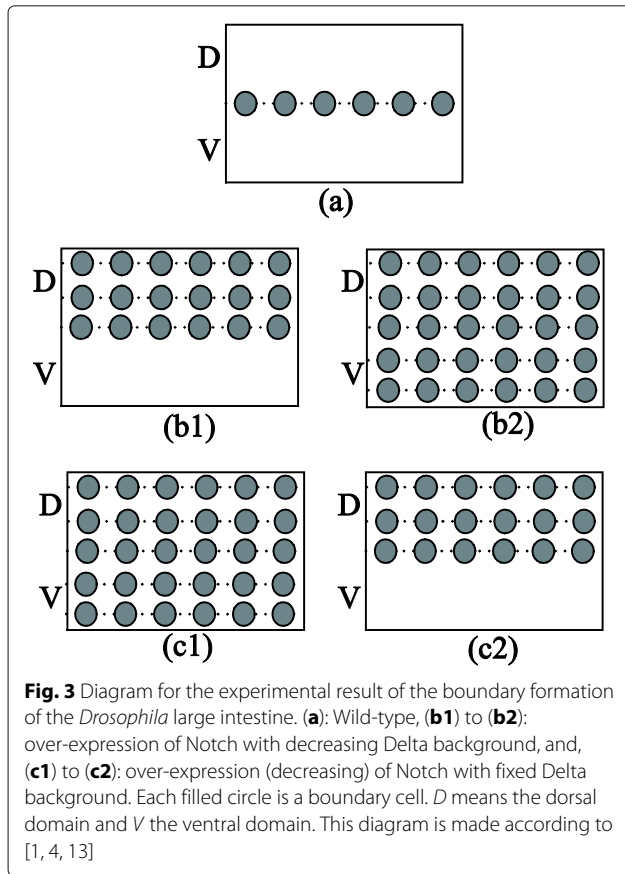 D
V
(a)
D
V
(b1)
D
V
(b2)
D
V
(c1)
D
V
(c2)
Fig. 3 Diagram for the experimental result of the boundary formation
of the Drosophila large intestine. (a): Wild-type, (b1) to (b2):
over-expression of Notch with decreasing Delta background, and,
(c1) to (c2): over-expression (decreasing) of Notch with fixed Delta
background. Each filled circle is a boundary cell. D means the dorsal
domain and V the ventral domain. This diagram is made according to
[1, 4, 13]